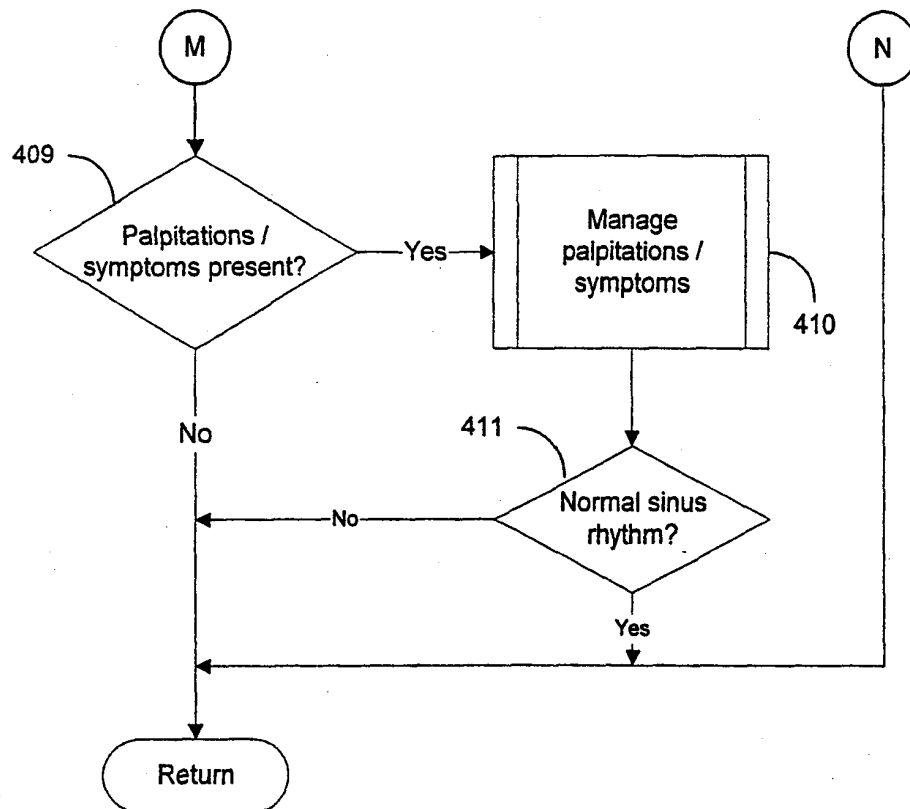 M
N
409
Palpitations /
symptoms present?
Yes
Manage
palpitations /
symptoms
410
No
411
Normal sinus
rhythm?
No
Yes
Return